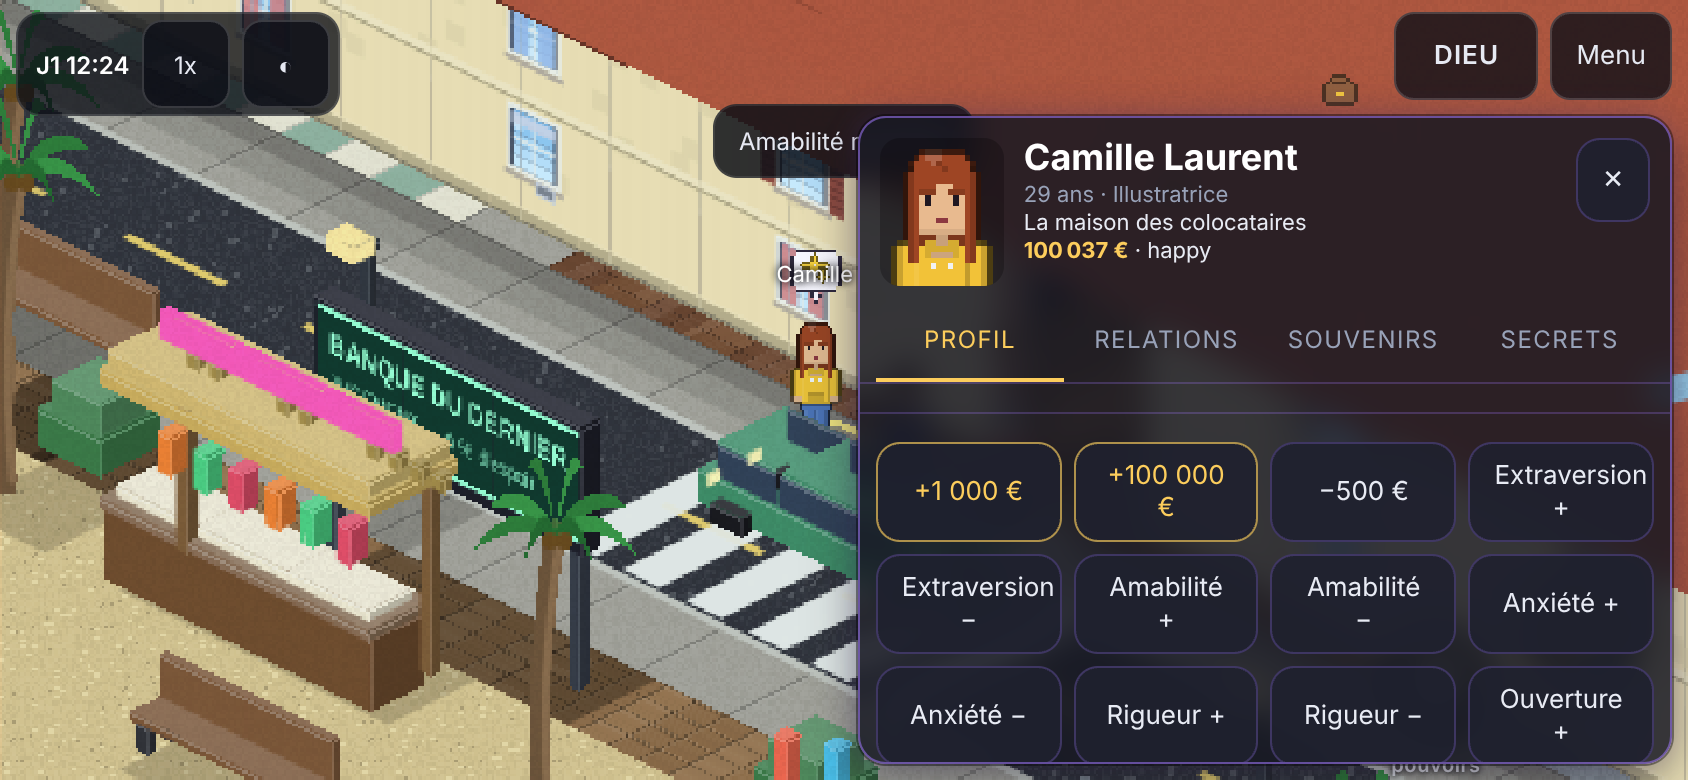 J1 12:24
1x
DIEU
Menu
Amabilité
Camille Laurent
29 ans · Illustratrice
La maison des colocataires
100 037 € · happy
Camille
PROFIL
RELATIONS
SOUVENIRS
SECRETS
BANQUE DU DERNIER
+1 000 €
+100 000
€
−500 €
Extraversion
+
Extraversion
−
Amabilité
+
Amabilité
−
Anxiété +
Anxiété −
Rigueur +
Rigueur −
Ouverture
+
pouvoirs